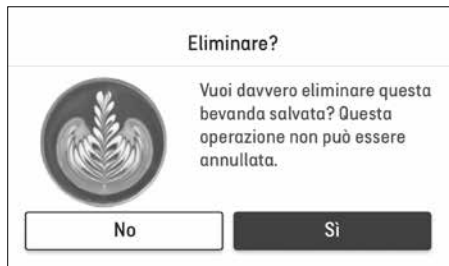 Eliminare?
Vuoi davvero eliminare questa
bevanda salvata? Questa
operazione non può essere
annullata.
No
Sì